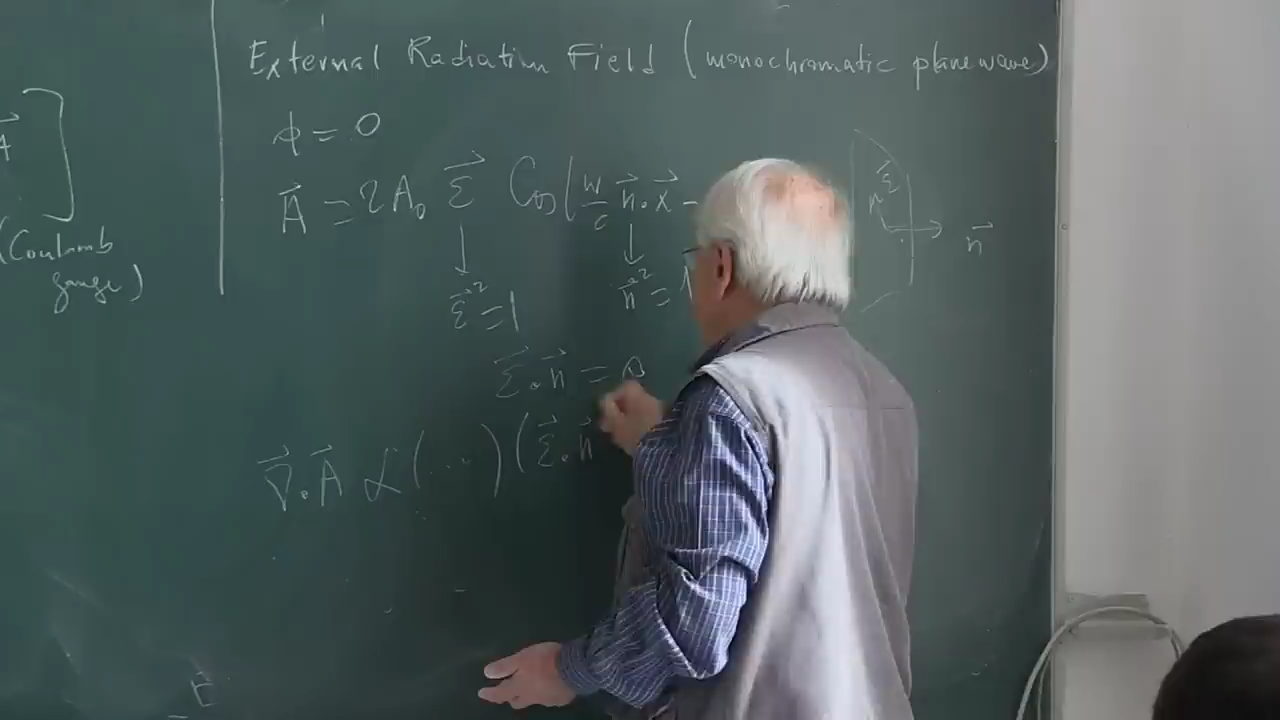 External Radiation Field (monochromatic plane wave)
φ = 0
A⃗ = 2A₀ ε⃗ Cos(w/c n⃗.x⃗ -
ε⃗² = 1
n⃗² = 1
ε⃗.n⃗ = 0
∇⃗.A⃗ α (...)(ε⃗.n⃗
A⃗ ]
(Coulomb
gauge)
ε⃗
n⃗